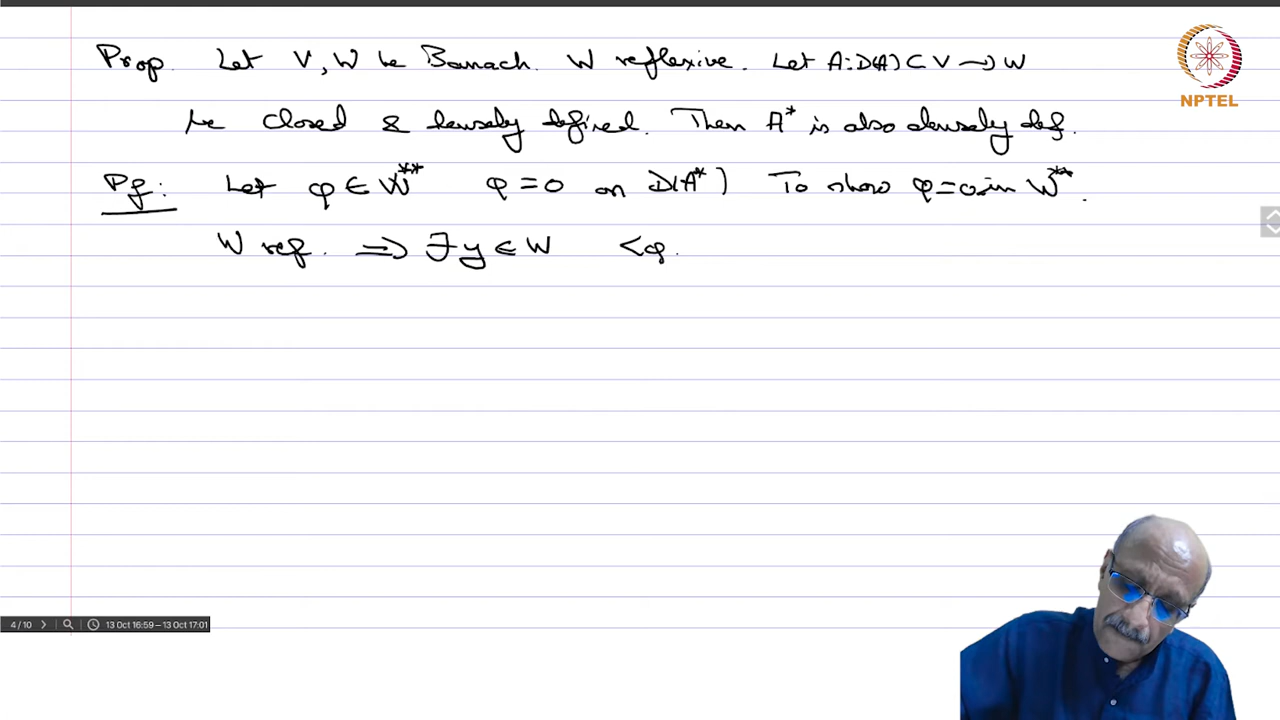 Prop. Let V, W be Banach. W reflexive. Let A: D(A) ⊂ V → W
be closed & densely defined. Then A* is also densely def.
Pf: Let φ ∈ W** φ = 0 on D(A*) To show φ=0 in W**.
W ref. ⇒ ∃ y ∈ W <φ.
NPTEL
4 / 10 13 Oct 16:59 – 13 Oct 17:01